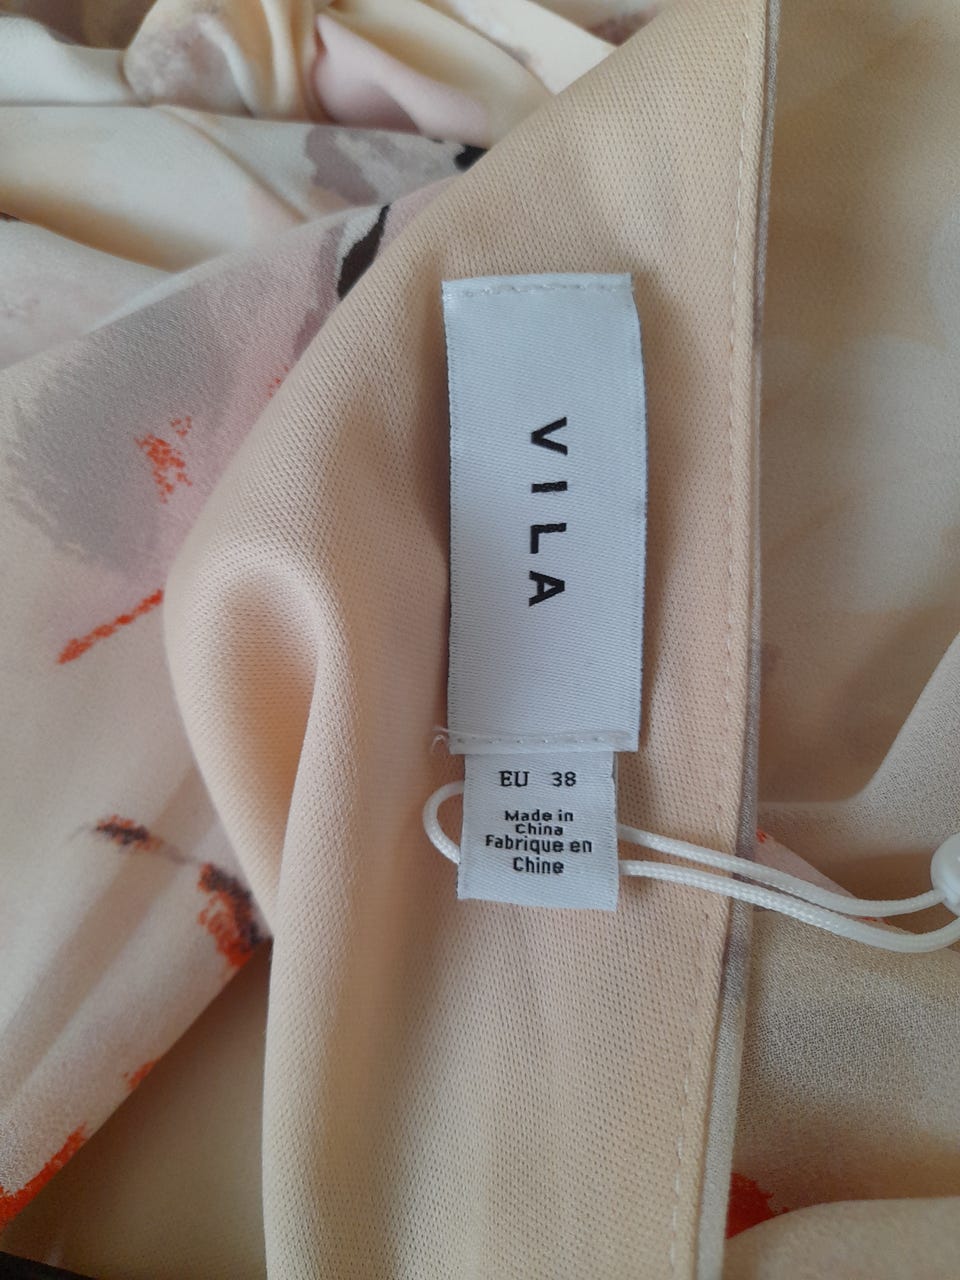 VILA
EU 38
Made in
China
Fabrique en
Chine